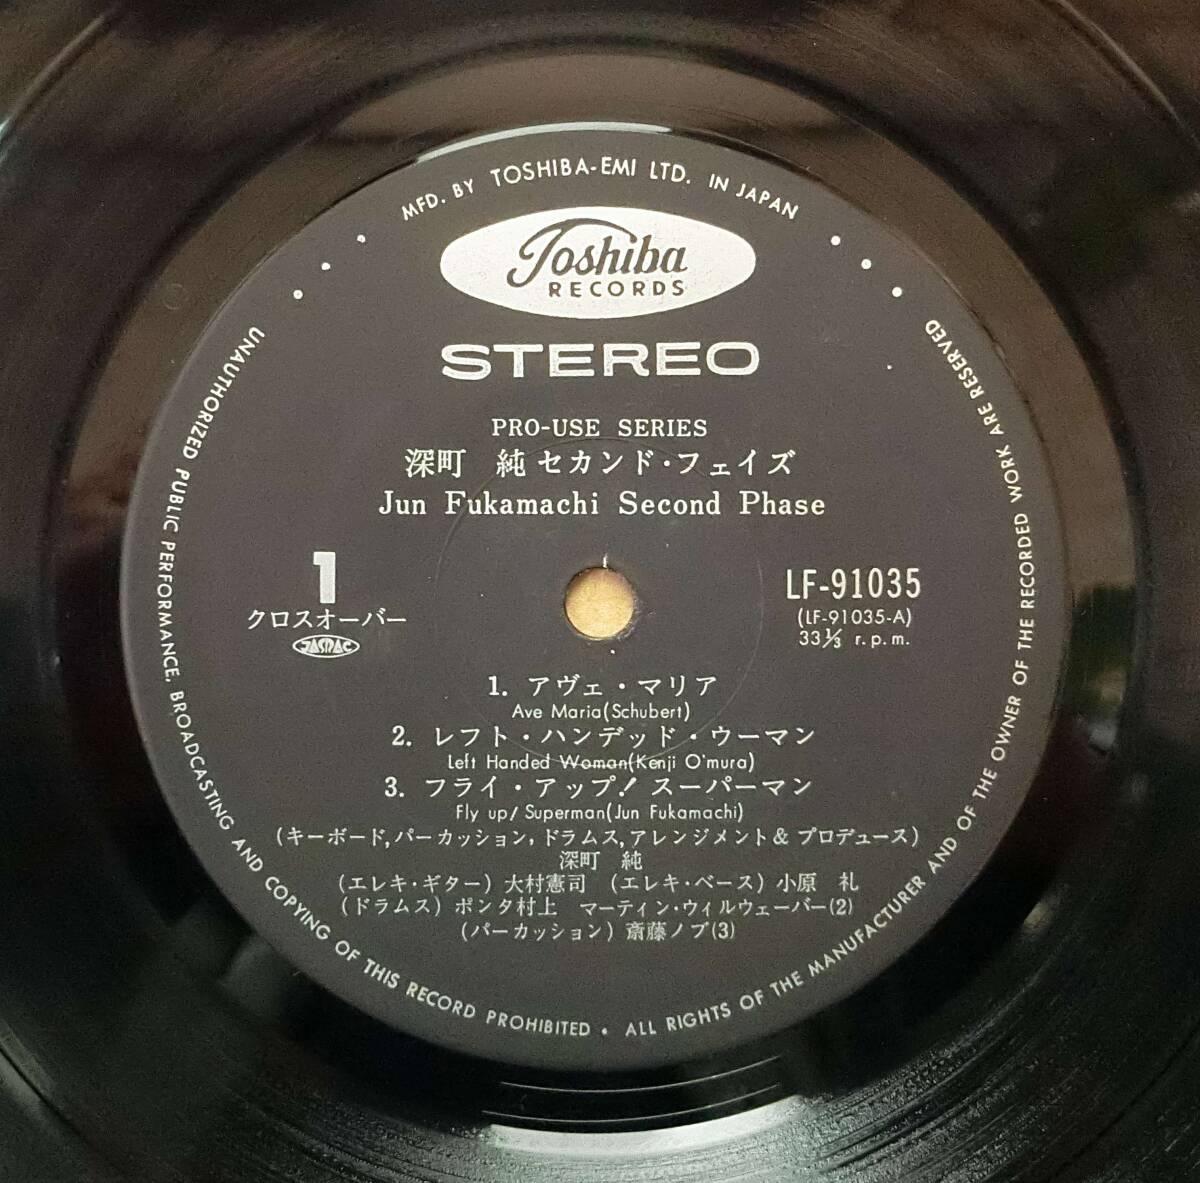 MFD. BY TOSHIBA-EMI LTD. IN JAPAN
Toshiba
RECORDS
STEREO
PRO-USE SERIES
深町 純 セカンド・フェイズ
Jun Fukamachi Second Phase
1
クロスオーバー
JASRAC
LF-91035
(LF-91035-A)
33⅓ r.p.m.
1. アヴェ・マリア
Ave Maria(Schubert)
2. レフト・ハンデッド・ウーマン
Left Handed Woman(Kenji O'mura)
3. フライ・アップ! スーパーマン
Fly up! Superman(Jun Fukamachi)
(キーボード,パーカッション,ドラムス,アレンジメント&プロデュース)
深町 純
(エレキ・ギター) 大村憲司 (エレキ・ベース) 小原 礼
(ドラムス) ポンタ村上 マーティン・ウィルウェーバー(2)
(パーカッション) 斎藤ノブ(3)
UNAUTHORIZED PUBLIC PERFORMANCE, BROADCASTING AND COPYING OF THIS RECORD PROHIBITED • ALL RIGHTS OF THE MANUFACTURER AND OF THE OWNER OF THE RECORDED WORK ARE RESERVED